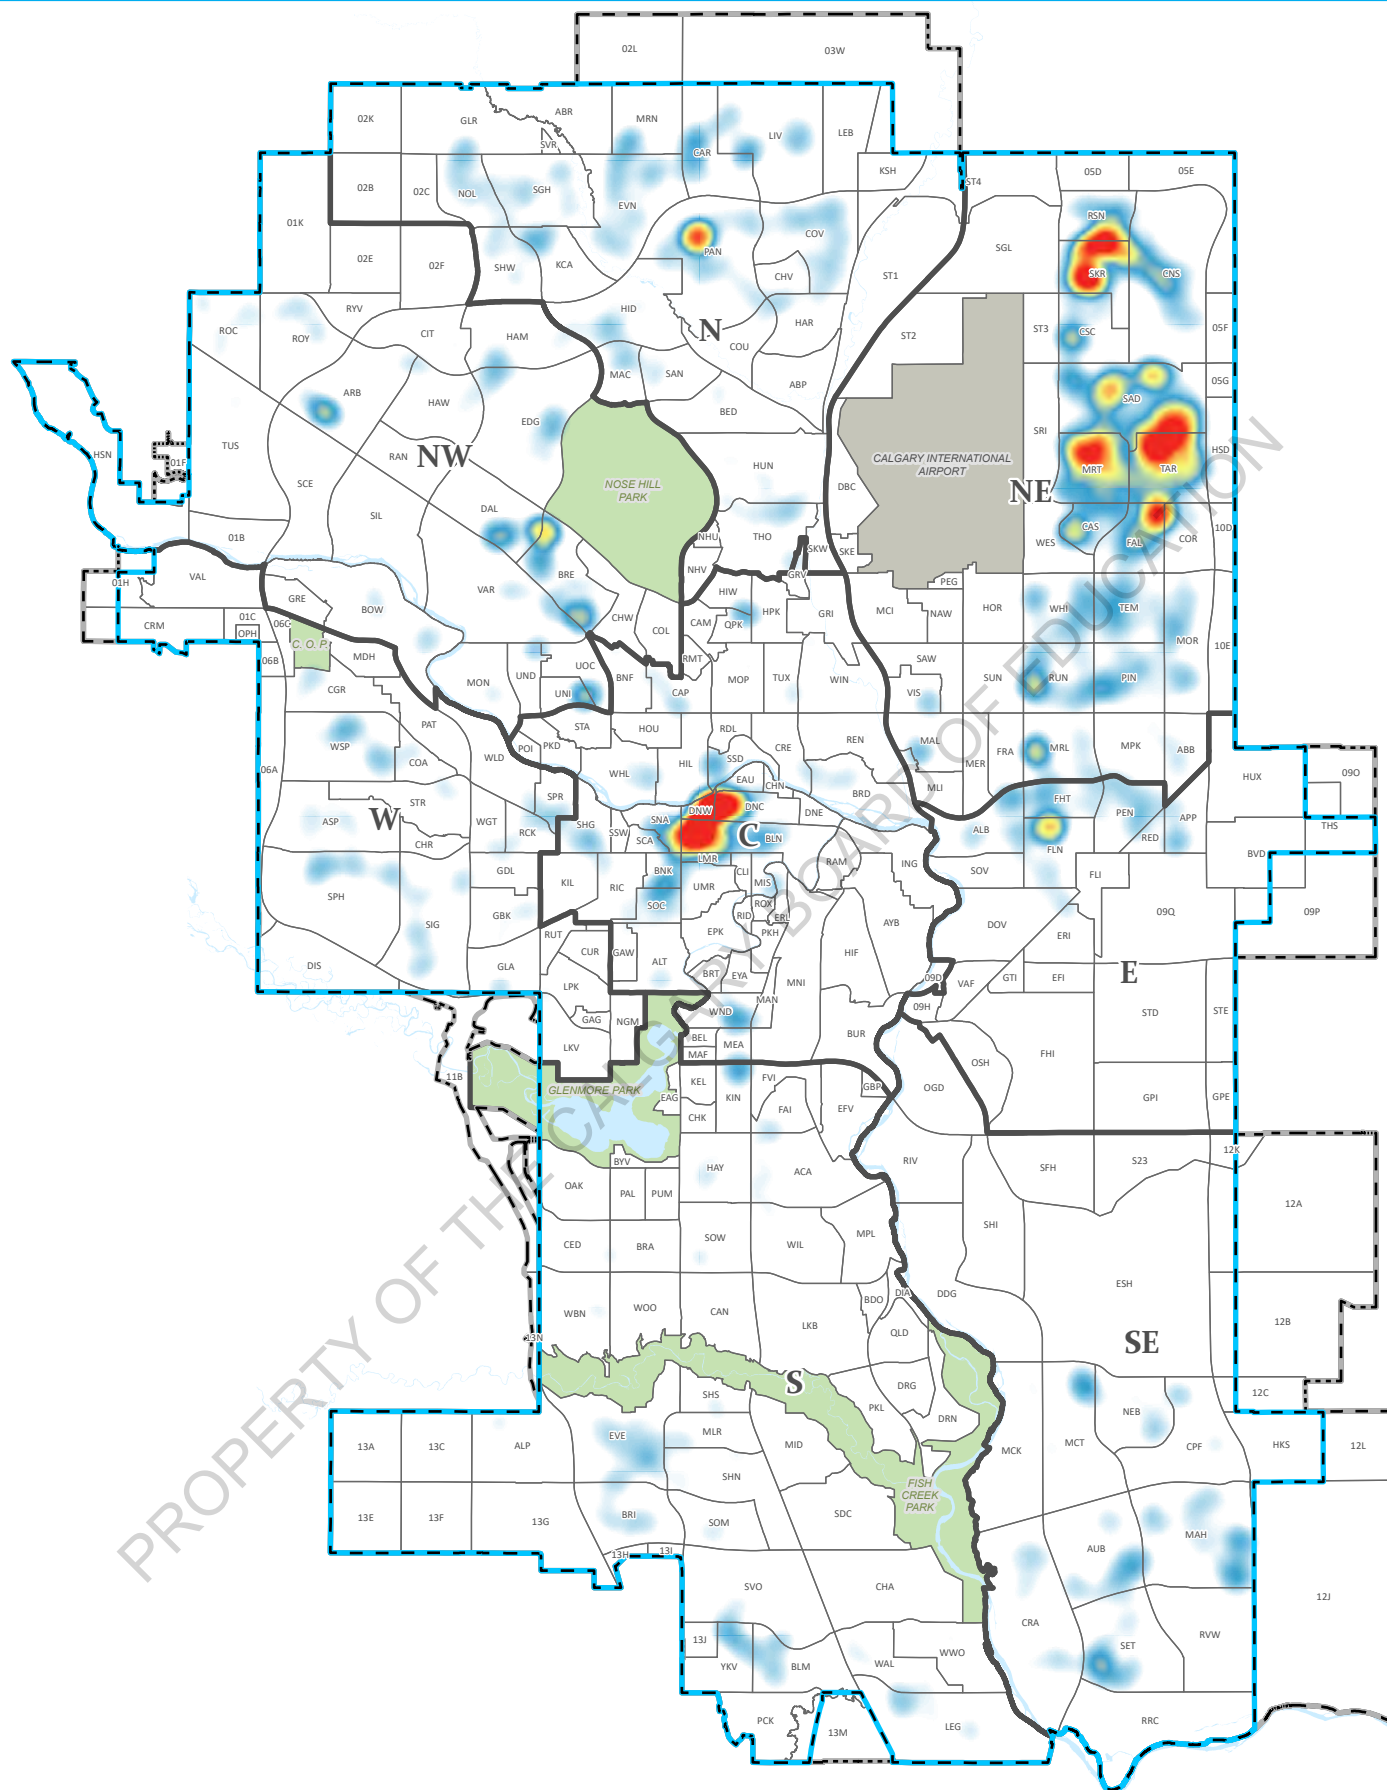 02L
03W
02K
GLR
ABR
SVR
MRN
CAR
LIV
LEB
KSH
ST4
05D
05E
02B
02C
NOL
SGH
EVN
01K
02E
02F
SHW
KCA
PAN
COV
CHV
ST1
SGL
RSN
SKR
CNS
ROC
ROY
RYV
CIT
HAM
HID
N
COU
HAR
ST2
ST3
CSC
05F
ARB
HAW
MAC
SAN
ABP
BED
SAD
05G
EDG
TUS
RAN
NW
HSN
01F
SCE
SIL
NOSE HILL
PARK
HUN
CALGARY INTERNATIONAL
AIRPORT
DBC
SRI
NE
MRT
TAR
HSD
DAL
01B
NHU
THO
SKW
SKE
WES
CAS
FAL
COR
10D
01H
VAL
GRE
BOW
VAR
BRE
CHW
COL
NHV
HIW
GRV
PEG
CRM
01C
OPH
06C
C. O. P.
MDH
CAM
QPK
HPK
GRI
MCI
NAW
HOR
WHI
TEM
MOR
10E
06B
CGR
MON
UND
UOC
UNI
BNF
RMT
CAP
MOP
TUX
WIN
SAW
VIS
SUN
RUN
PIN
WSP
PAT
COA
WLD
POI
PKD
STA
HOU
RDL
CRE
REN
MAL
MER
FRA
MRL
MPK
ABB
06A
HUX
09O
WHL
HIL
SSD
EAU
CHN
BRD
MLI
STR
SPR
ASP
W
WGT
RCK
SHG
SSW
SNA
SCA
DNW
DNC
C
BLN
DNE
ALB
FHT
FLN
PEN
RED
APP
THS
BVD
CHR
GDL
KIL
RIC
BNK
LMR
UMR
CLI
MIS
RAM
ING
SOV
FLI
SPH
SIG
GBK
SOC
ROX
RID
ERL
PKH
EPK
AYB
DOV
ERI
09Q
09P
DIS
GLA
RUT
CUR
GAW
ALT
BRT
EYA
HIF
MNI
09D
VAF
GTI
EFI
E
LPK
GAG
NGM
LKV
WND
MAN
BEL
MAF
MEA
BUR
09H
STD
STE
FHI
11B
GLENMORE PARK
EAG
KEL
CHK
KIN
FVI
FAI
EFV
GBP
OGD
OSH
GPI
GPE
BYV
OAK
PAL
PUM
HAY
ACA
RIV
SFH
S23
12K
12A
CED
BRA
SOW
WIL
MPL
SHI
ESH
WBN
WOO
CAN
LKB
BDO
DIA
DDG
QLD
13N
12B
SE
S
SHS
DRG
PKL
DRN
MCK
MCT
NEB
CPF
12C
HKS
12L
13A
13C
ALP
EVE
MLR
MID
SHN
13E
13F
13G
BRI
SOM
SDC
FISH
CREEK
PARK
13H
13I
AUB
MAH
SVO
CHA
CRA
12J
13J
YKV
BLM
WAL
WWO
SET
RVW
PCK
13M
LEG
RRC
PROPERTY OF THE CALGARY BOARD OF EDUCATION